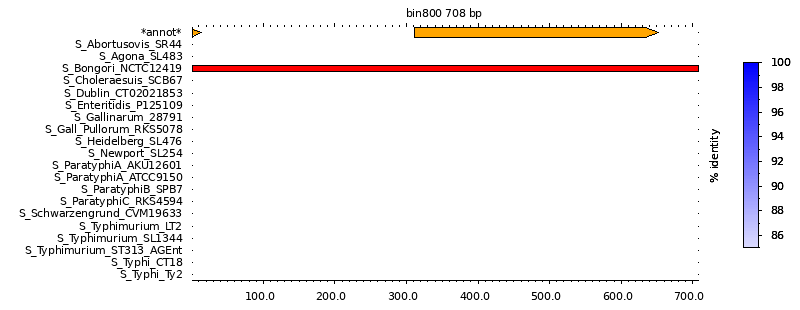 bin800 708 bp
*annot*
S_Abortusovis_SR44
S_Agona_SL483
S_Bongori_NCTC12419
S_Choleraesuis_SCB67
S_Dublin_CT02021853
S_Enteritidis_P125109
S_Gallinarum_28791
S_Gall_Pullorum_RKS5078
S_Heidelberg_SL476
S_Newport_SL254
S_ParatyphiA_AKU12601
S_ParatyphiA_ATCC9150
S_ParatyphiB_SPB7
S_ParatyphiC_RKS4594
S_Schwarzengrund_CVM19633
S_Typhimurium_LT2
S_Typhimurium_SL1344
S_Typhimurium_ST313_AGEnt
S_Typhi_CT18
S_Typhi_Ty2
100.0 200.0 300.0 400.0 500.0 600.0 700.0
% identity
100
98
96
94
92
90
88
86